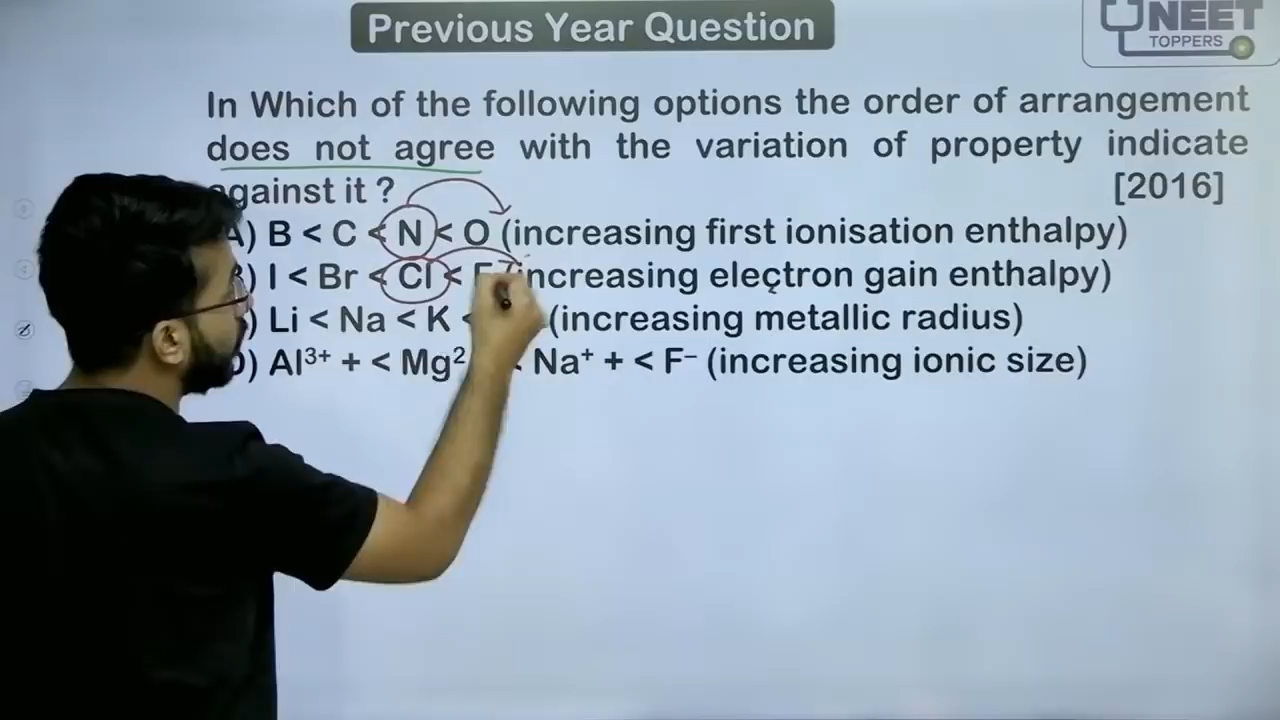 Previous Year Question
NEET
TOPPERS
In Which of the following options the order of arrangement
does not agree with the variation of property indicate
against it ? [2016]
A) B < C < N < O (increasing first ionisation enthalpy)
) I < Br < Cl < F (increasing electron gain enthalpy)
) Li < Na < K < (increasing metallic radius)
D) Al³⁺ + < Mg² Na⁺ + < F⁻ (increasing ionic size)